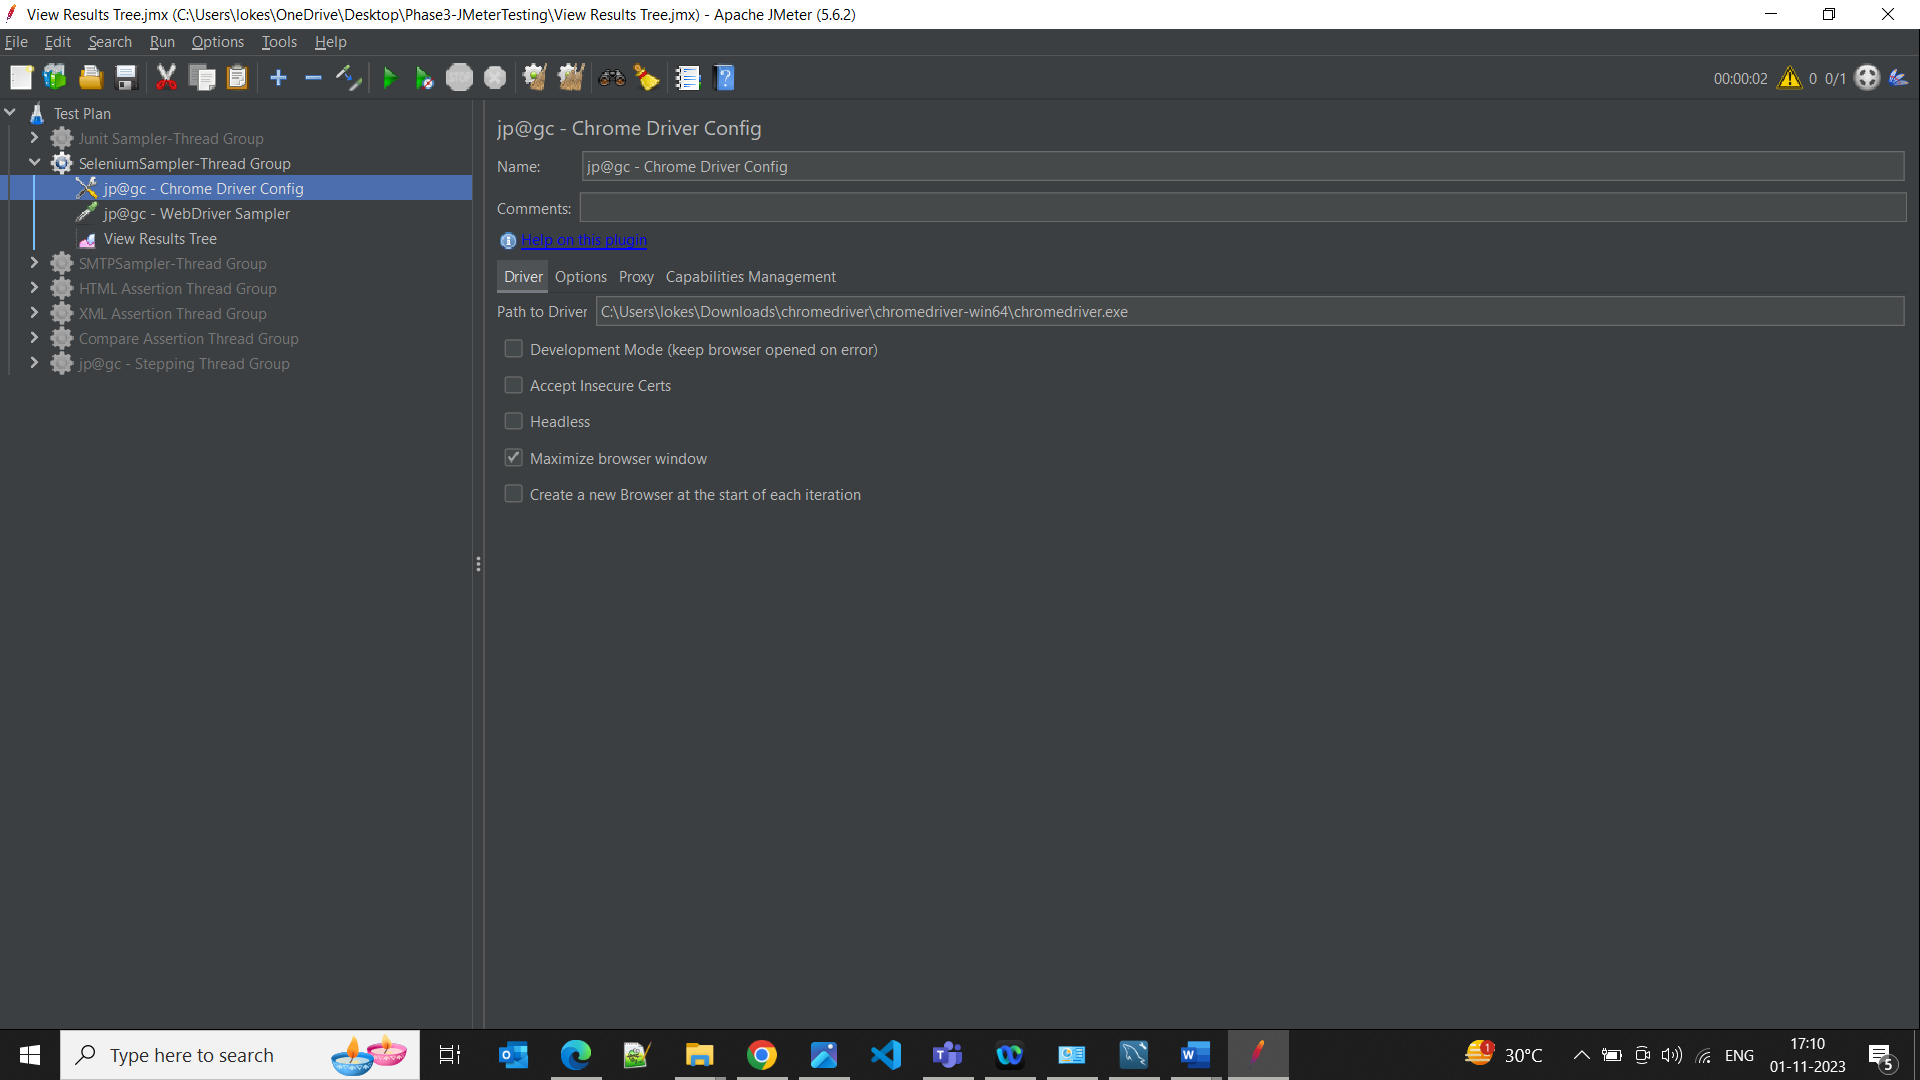 View Results Tree.jmx (C:\Users\lokes\OneDrive\Desktop\Phase3-JMeterTesting\View Results Tree.jmx) - Apache JMeter (5.6.2)
File Edit Search Run Options Tools Help
STOP
00:00:02 0 0/1
Test Plan
Junit Sampler-Thread Group
SeleniumSampler-Thread Group
jp@gc - Chrome Driver Config
jp@gc - WebDriver Sampler
View Results Tree
SMTPSampler-Thread Group
HTML Assertion Thread Group
XML Assertion Thread Group
Compare Assertion Thread Group
jp@gc - Stepping Thread Group
jp@gc - Chrome Driver Config
Name: jp@gc - Chrome Driver Config
Comments:
Help on this plugin
Driver Options Proxy Capabilities Management
Path to Driver C:\Users\lokes\Downloads\chromedriver\chromedriver-win64\chromedriver.exe
Development Mode (keep browser opened on error)
Accept Insecure Certs
Headless
Maximize browser window
Create a new Browser at the start of each iteration
Type here to search
1 30°C ENG
17:10
01-11-2023
5